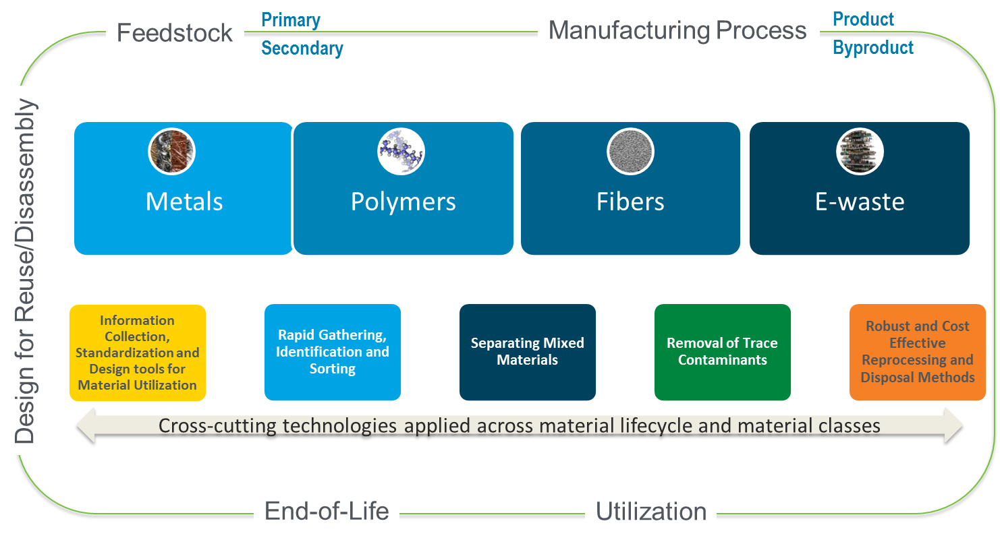 Feedstock
Primary
Secondary
Manufacturing Process
Product
Byproduct
Design for Reuse/Disassembly
Metals
Polymers
Fibers
E-waste
Information
Collection,
Standardization and
Design tools for
Material Utilization
Rapid Gathering,
Identification and
Sorting
Separating Mixed
Materials
Removal of Trace
Contaminants
Robust and Cost
Effective
Reprocessing and
Disposal Methods
Cross-cutting technologies applied across material lifecycle and material classes
End-of-Life
Utilization